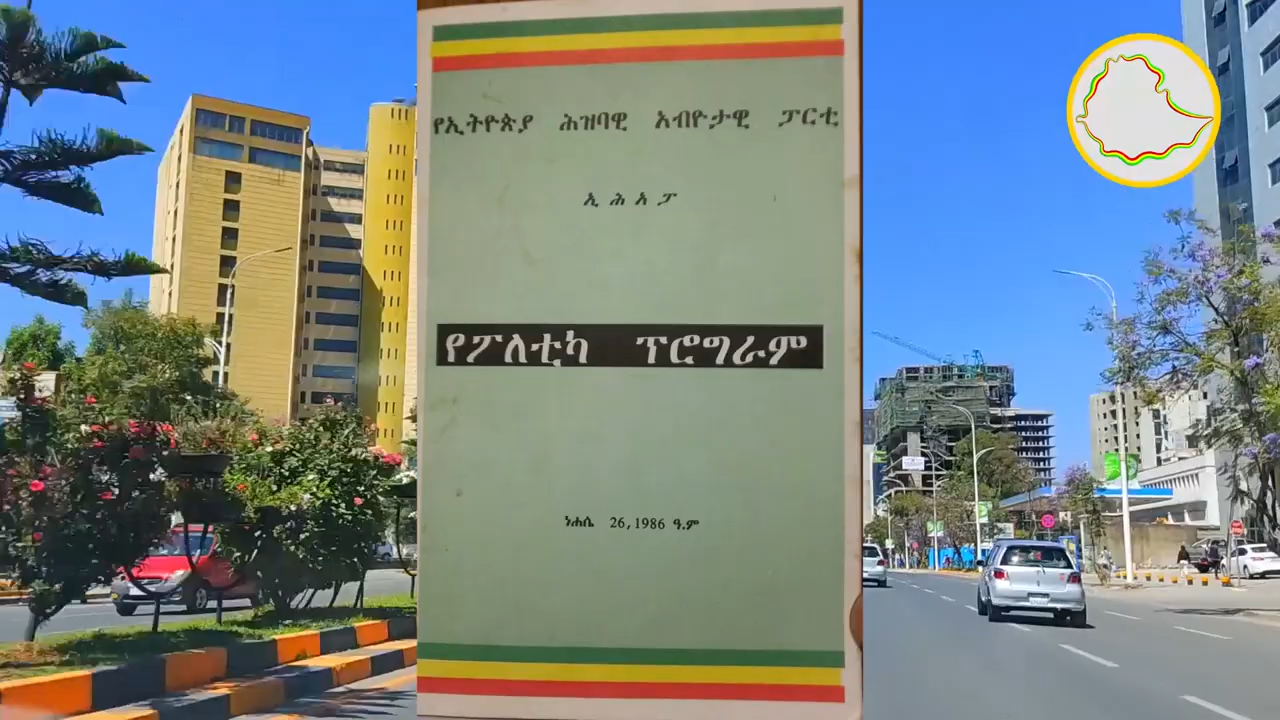 የኢትዮጵያ ሕዝባዊ አብዮታዊ ፓርቲ
ኢ ሕ አ ፓ
የፖለቲካ ፕሮግራም
ነሐሴ 26,1986 ዓ.ም